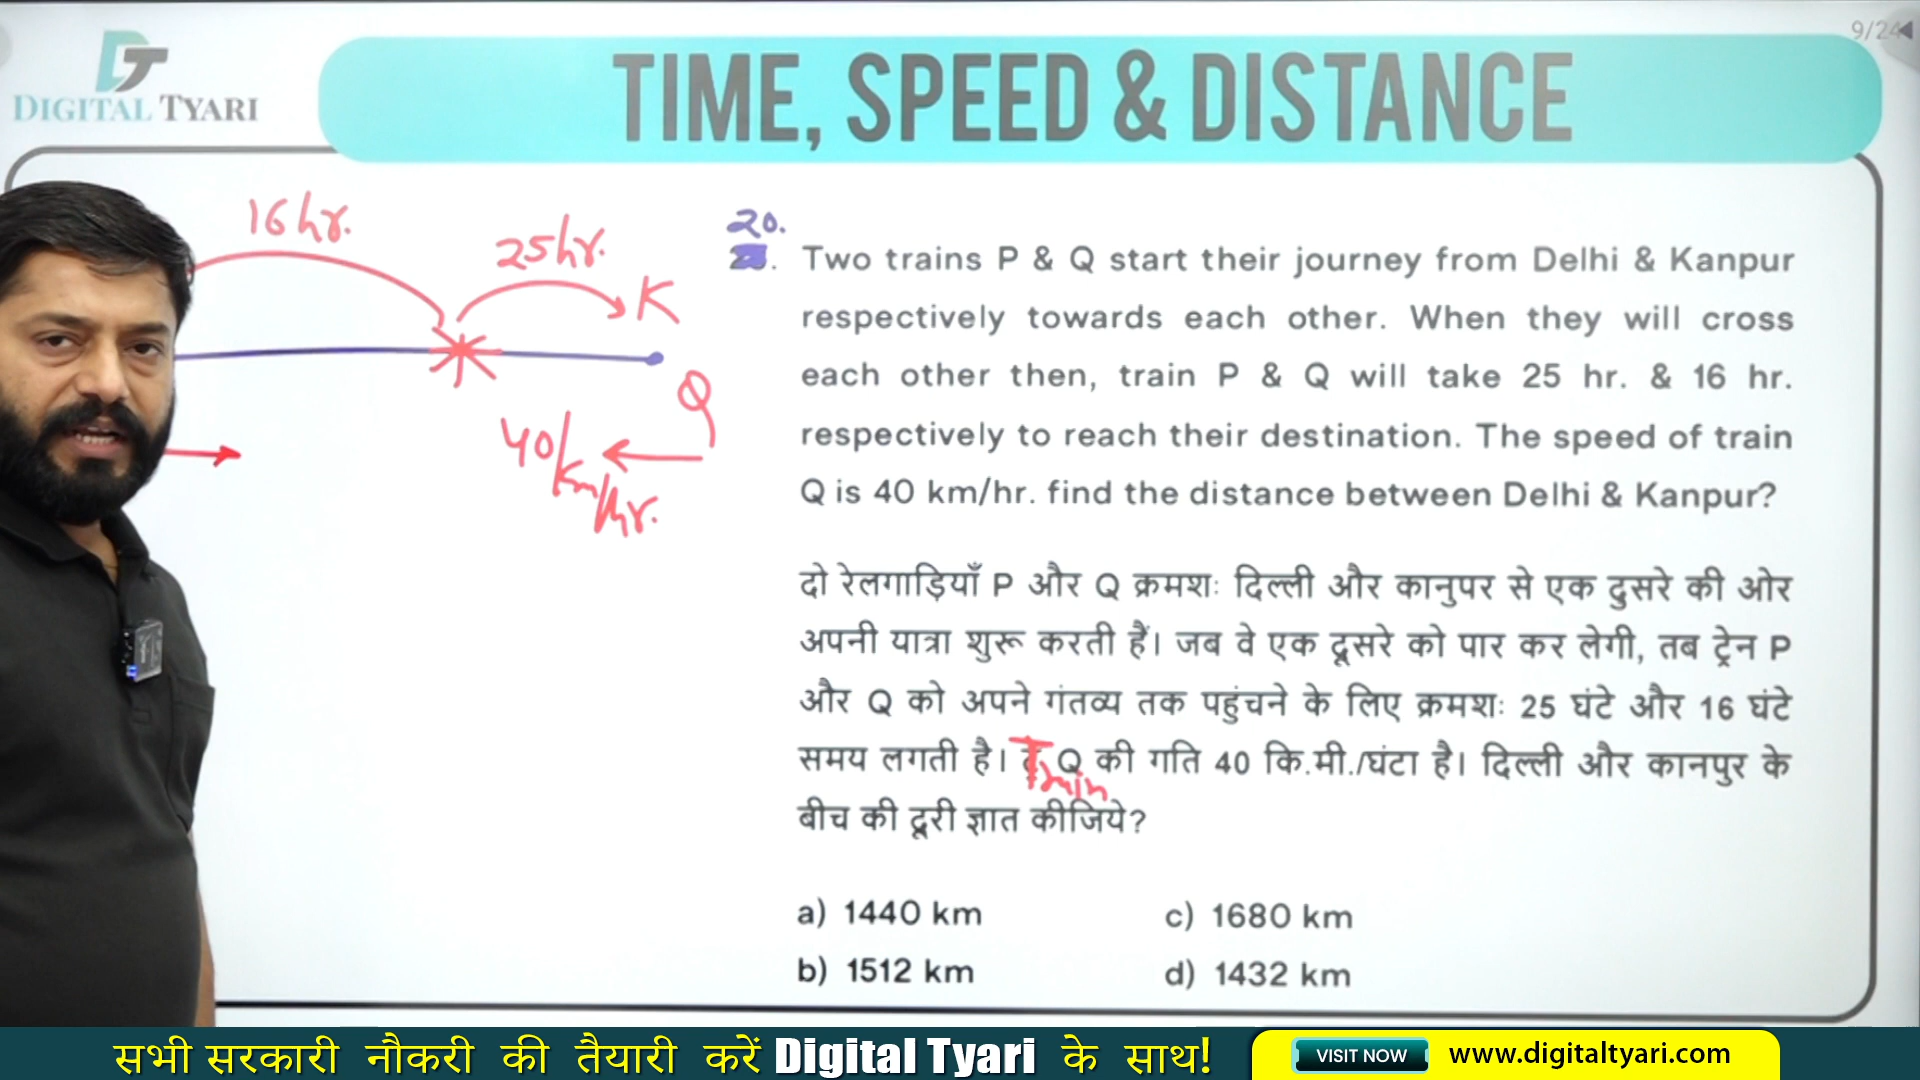 9/24
DIGITAL TYARI
TIME, SPEED & DISTANCE
16 hr.
25 hr.
K
Q
40 km/hr.
20.
Two trains P & Q start their journey from Delhi & Kanpur
respectively towards each other. When they will cross
each other then, train P & Q will take 25 hr. & 16 hr.
respectively to reach their destination. The speed of train
Q is 40 km/hr. find the distance between Delhi & Kanpur?
दो रेलगाड़ियाँ P और Q क्रमशः दिल्ली और कानुपर से एक दुसरे की ओर
अपनी यात्रा शुरू करती हैं। जब वे एक दूसरे को पार कर लेगी, तब ट्रेन P
और Q को अपने गंतव्य तक पहुंचने के लिए क्रमशः 25 घंटे और 16 घंटे
समय लगती है। Train Q की गति 40 कि.मी./घंटा है। दिल्ली और कानपुर के
बीच की दूरी ज्ञात कीजिये?
a) 1440 km
c) 1680 km
b) 1512 km
d) 1432 km
सभी सरकारी नौकरी की तैयारी करें Digital Tyari के साथ!
VISIT NOW
www.digitaltyari.com